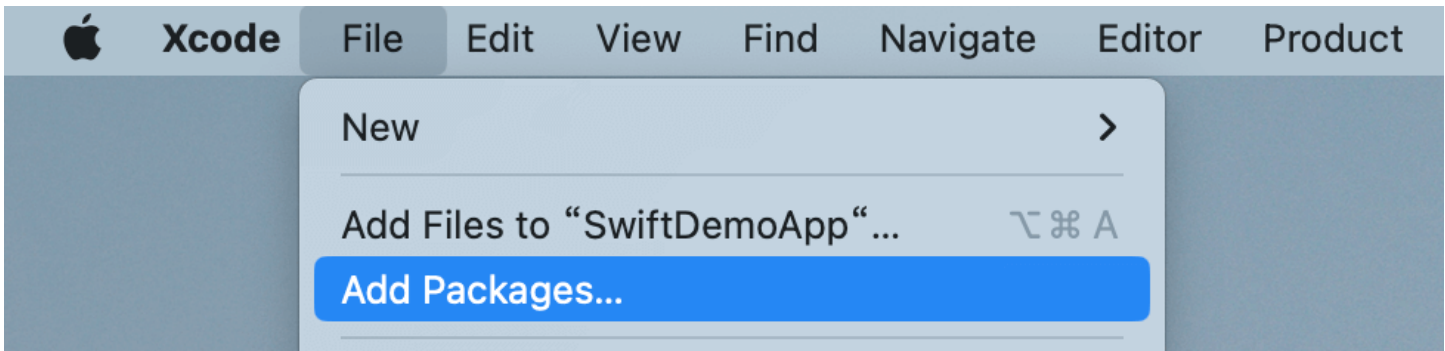 Xcode File Edit View Find Navigate Editor Product
New
Add Files to “SwiftDemoApp“... ⌥⌘ A
Add Packages...